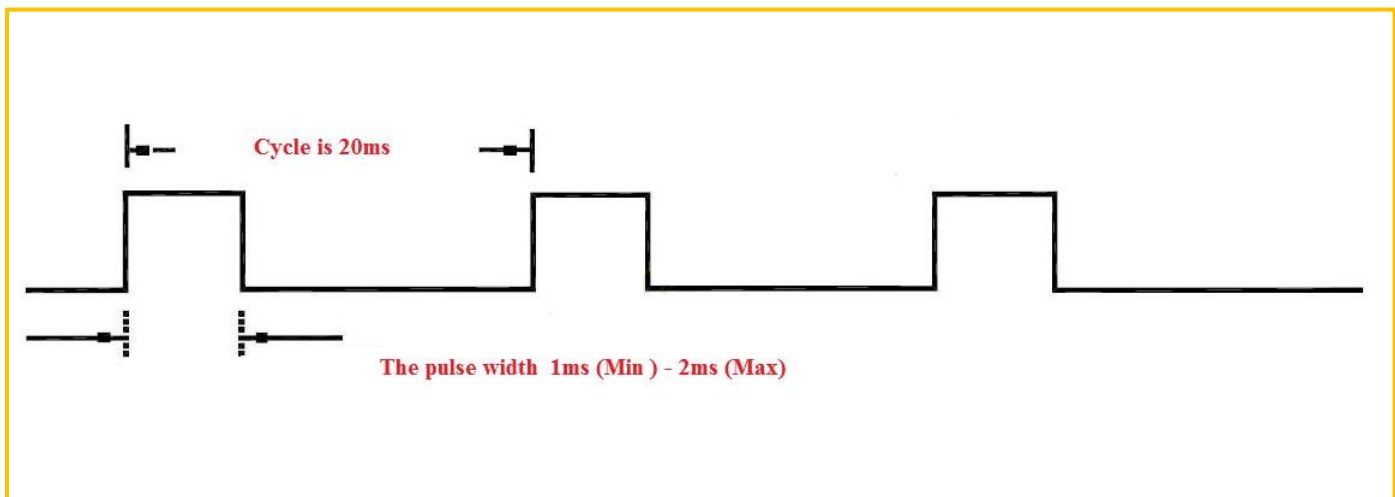 Cycle is 20ms
The pulse width 1ms (Min ) - 2ms (Max)